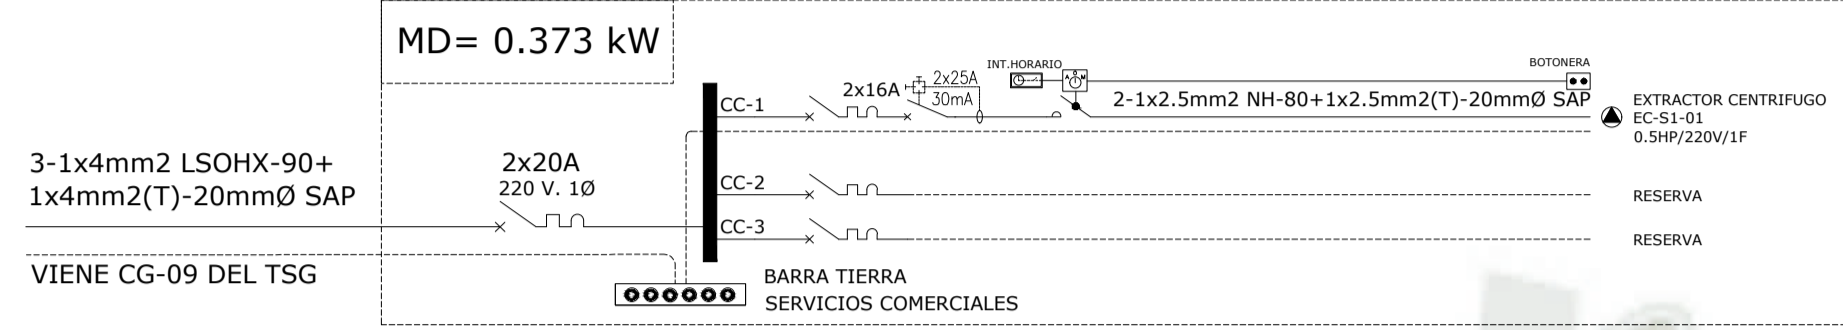 MD= 0.373 kW
3-1x4mm2 LSOHX-90+
1x4mm2(T)-20mmØ SAP
VIENE CG-09 DEL TSG
2x20A
220 V. 1Ø
CC-1
2x16A
2x25A
30mA
INT.HORARIO
A O M
BOTONERA
2-1x2.5mm2 NH-80+1x2.5mm2(T)-20mmØ SAP
EXTRACTOR CENTRIFUGO
EC-S1-01
0.5HP/220V/1F
CC-2
RESERVA
CC-3
RESERVA
BARRA TIERRA
SERVICIOS COMERCIALES